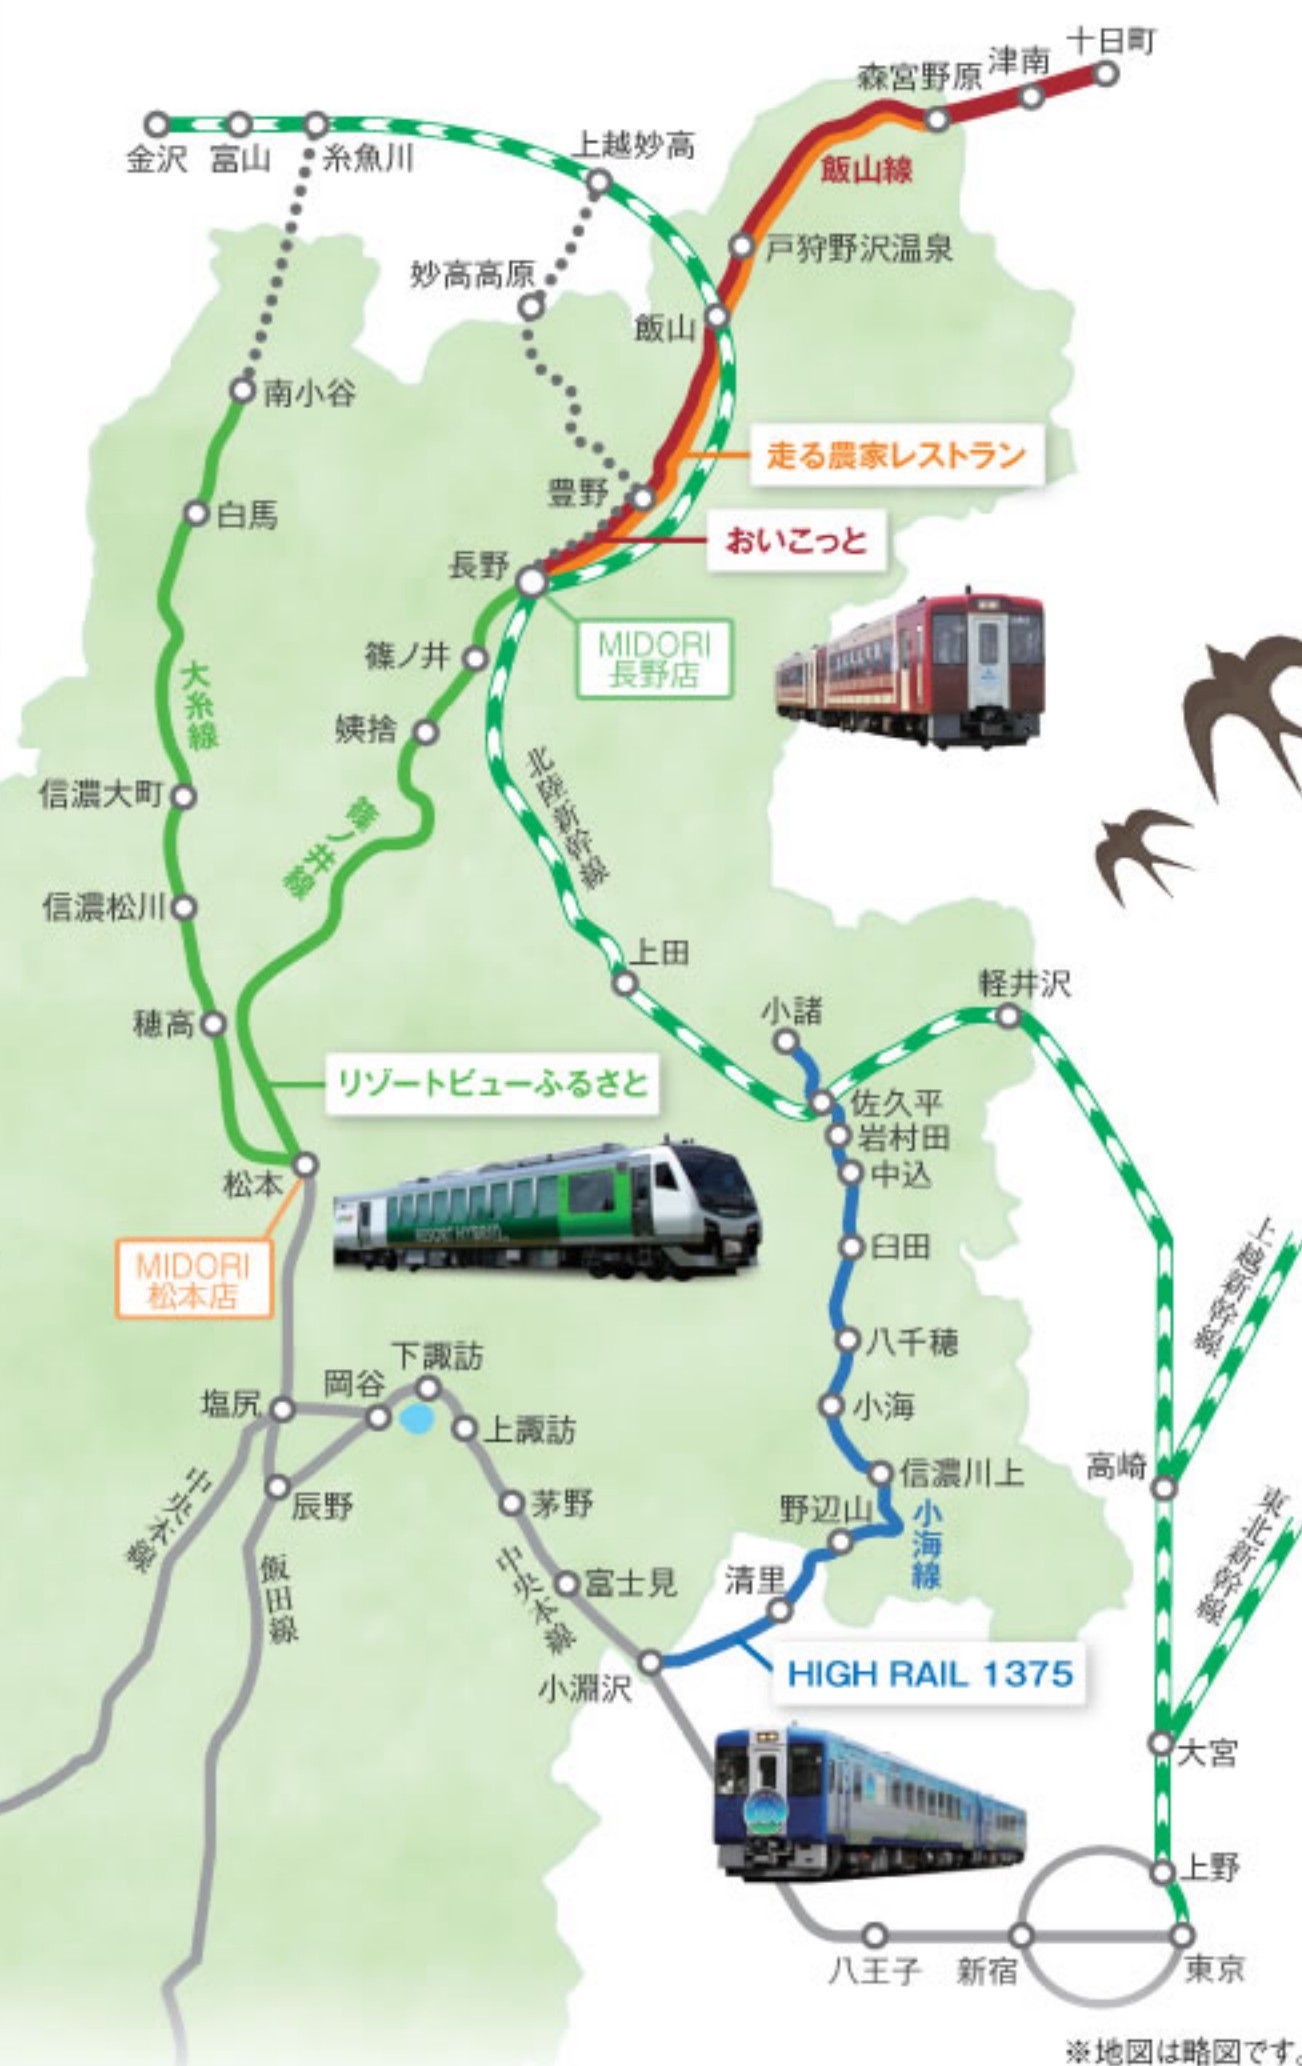 十日町
津南
森宮野原
金沢
富山
糸魚川
上越妙高
飯山線
戸狩野沢温泉
妙高高原
飯山
南小谷
走る農家レストラン
豊野
白馬
おいこっと
長野
MIDORI
長野店
篠ノ井
大糸線
姨捨
北陸新幹線
信濃大町
篠ノ井線
信濃松川
上田
軽井沢
小諸
穂高
リゾートビューふるさと
佐久平
岩村田
中込
松本
RESORT HYBRID
臼田
MIDORI
松本店
上越新幹線
八千穂
下諏訪
岡谷
塩尻
小海
上諏訪
高崎
信濃川上
中央本線
辰野
茅野
野辺山
小海線
東北新幹線
飯田線
中央本線
富士見
清里
小淵沢
HIGH RAIL 1375
大宮
上野
八王子
新宿
東京
※地図は略図です。